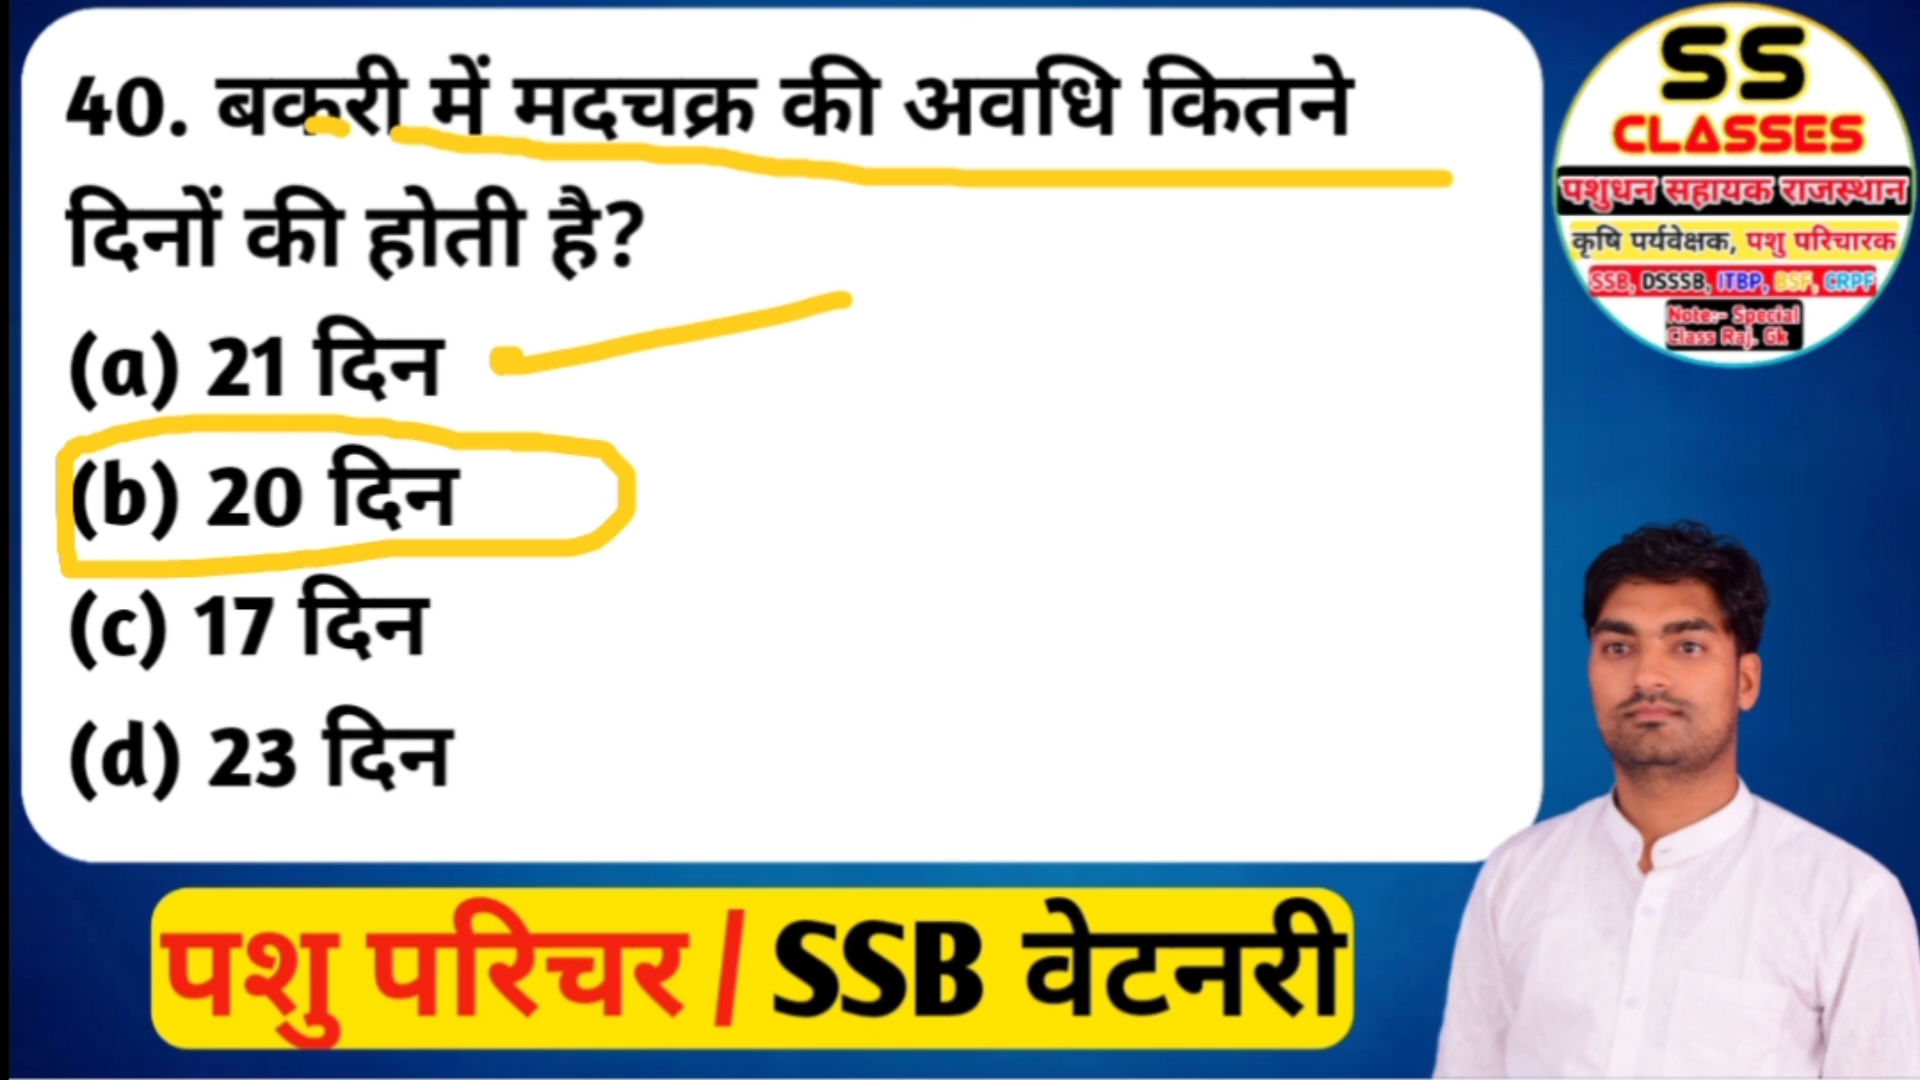 40. बकरी में मदचक्र की अवधि कितने
दिनों की होती है?
(a) 21 दिन
(b) 20 दिन
(c) 17 दिन
(d) 23 दिन
पशु परिचर / SSB वेटनरी
SS
CLASSES
पशुधन सहायक राजस्थान
कृषि पर्यवेक्षक, पशु परिचारक
SSB, DSSSB, ITBP, BSF, CRPF
Note:- Special
Class Raj. Gk